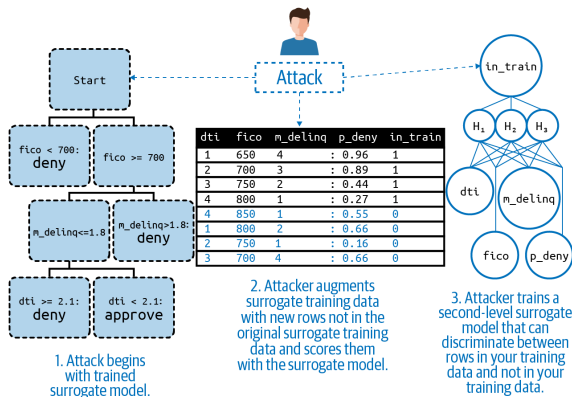 Attack
Start
fico < 700:
deny
fico >= 700
m_delinq<=1.8
m_delinq>1.8:
deny
dti >= 2.1:
deny
dti < 2.1:
approve
1. Attack begins
with trained
surrogate model.
dti fico m_delinq p_deny in_train
1 650 4 : 0.96 1
2 700 3 : 0.89 1
3 750 2 : 0.44 1
4 800 1 : 0.27 1
4 850 1 : 0.55 0
1 800 2 : 0.66 0
2 750 1 : 0.16 0
3 700 4 : 0.66 0
2. Attacker augments
surrogate training data
with new rows not in the
original surrogate training
data and scores them
with the surrogate model.
in_train
H₁ H₂ H₃
dti
m_delinq
fico
p_deny
3. Attacker trains a
second-level surrogate
model that can
discriminate between
rows in your training
data and not in your
training data.